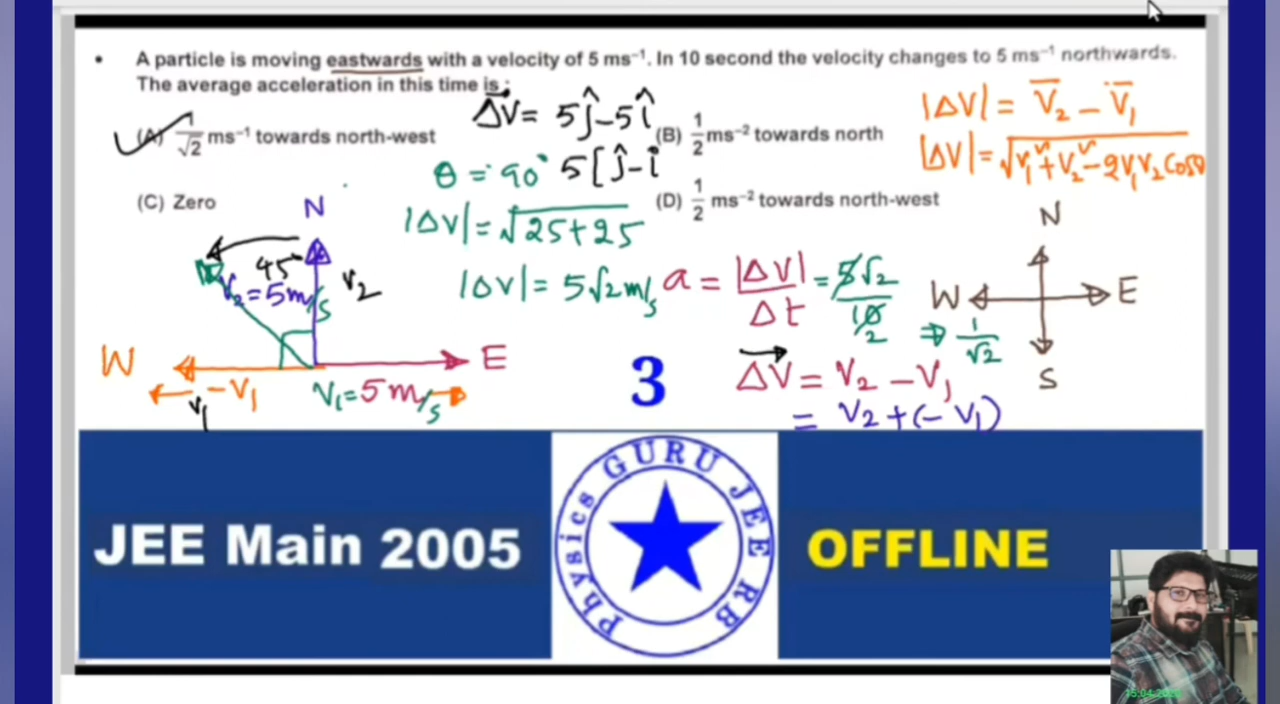 • A particle is moving eastwards with a velocity of 5 ms⁻¹. In 10 second the velocity changes to 5 ms⁻¹ northwards.
The average acceleration in this time is :
ΔV = 5ĵ-5î
|ΔV| = V̄₂ - V̄₁
(A) 1/√2 ms⁻¹ towards north-west
(B) 1/2 ms⁻² towards north
θ = 90° 5[ĵ-î
|ΔV| = √V₁²+V₂²-2V₁V₂Cosθ
(C) Zero
(D) 1/2 ms⁻² towards north-west
N
|ΔV| = √25+25
N
45°
V₂=5m/s
V₂
|ΔV| = 5√2 m/s
a = |ΔV|/Δt = 5√2/10
2
⇒ 1/√2
W E
S
W
E
-V₁
V₁
V₁=5m/s
3
ΔV = V₂ - V₁
= V₂ + (- V₁)
JEE Main 2005
Physics GURU JEE RB
OFFLINE